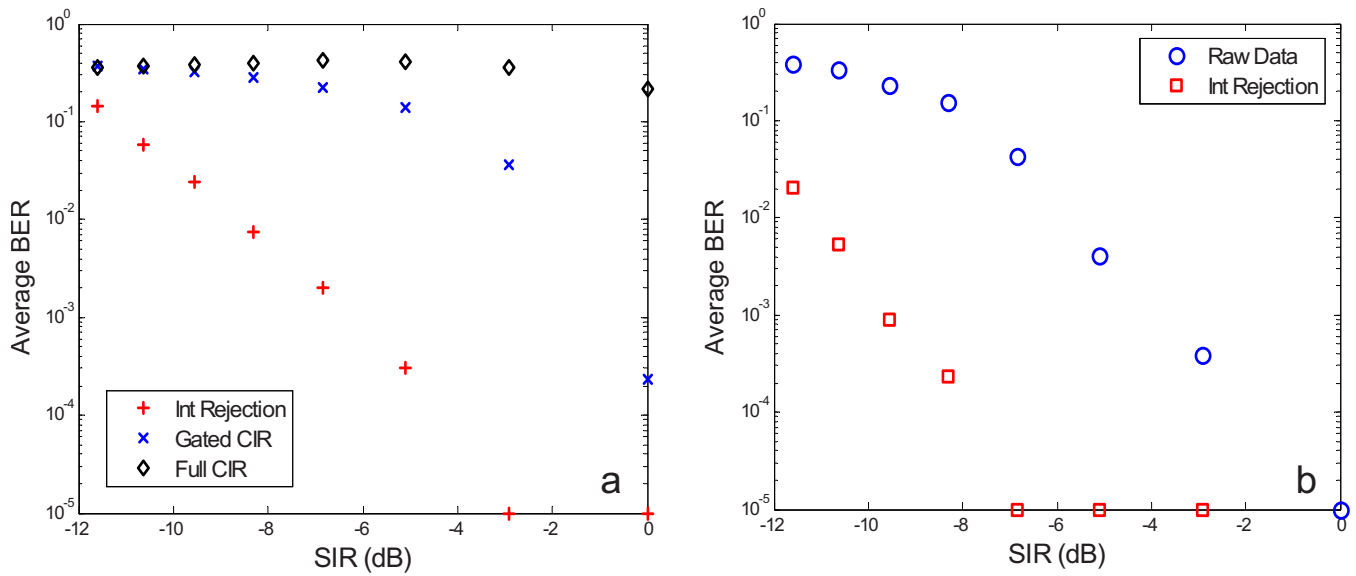 Average BER
10^0
10^-1
10^-2
10^-3
10^-4
10^-5
-12 -10 -8 -6 -4 -2 0
SIR (dB)
Int Rejection
Gated CIR
Full CIR
a
Average BER
10^0
10^-1
10^-2
10^-3
10^-4
10^-5
-12 -10 -8 -6 -4 -2 0
SIR (dB)
Raw Data
Int Rejection
b